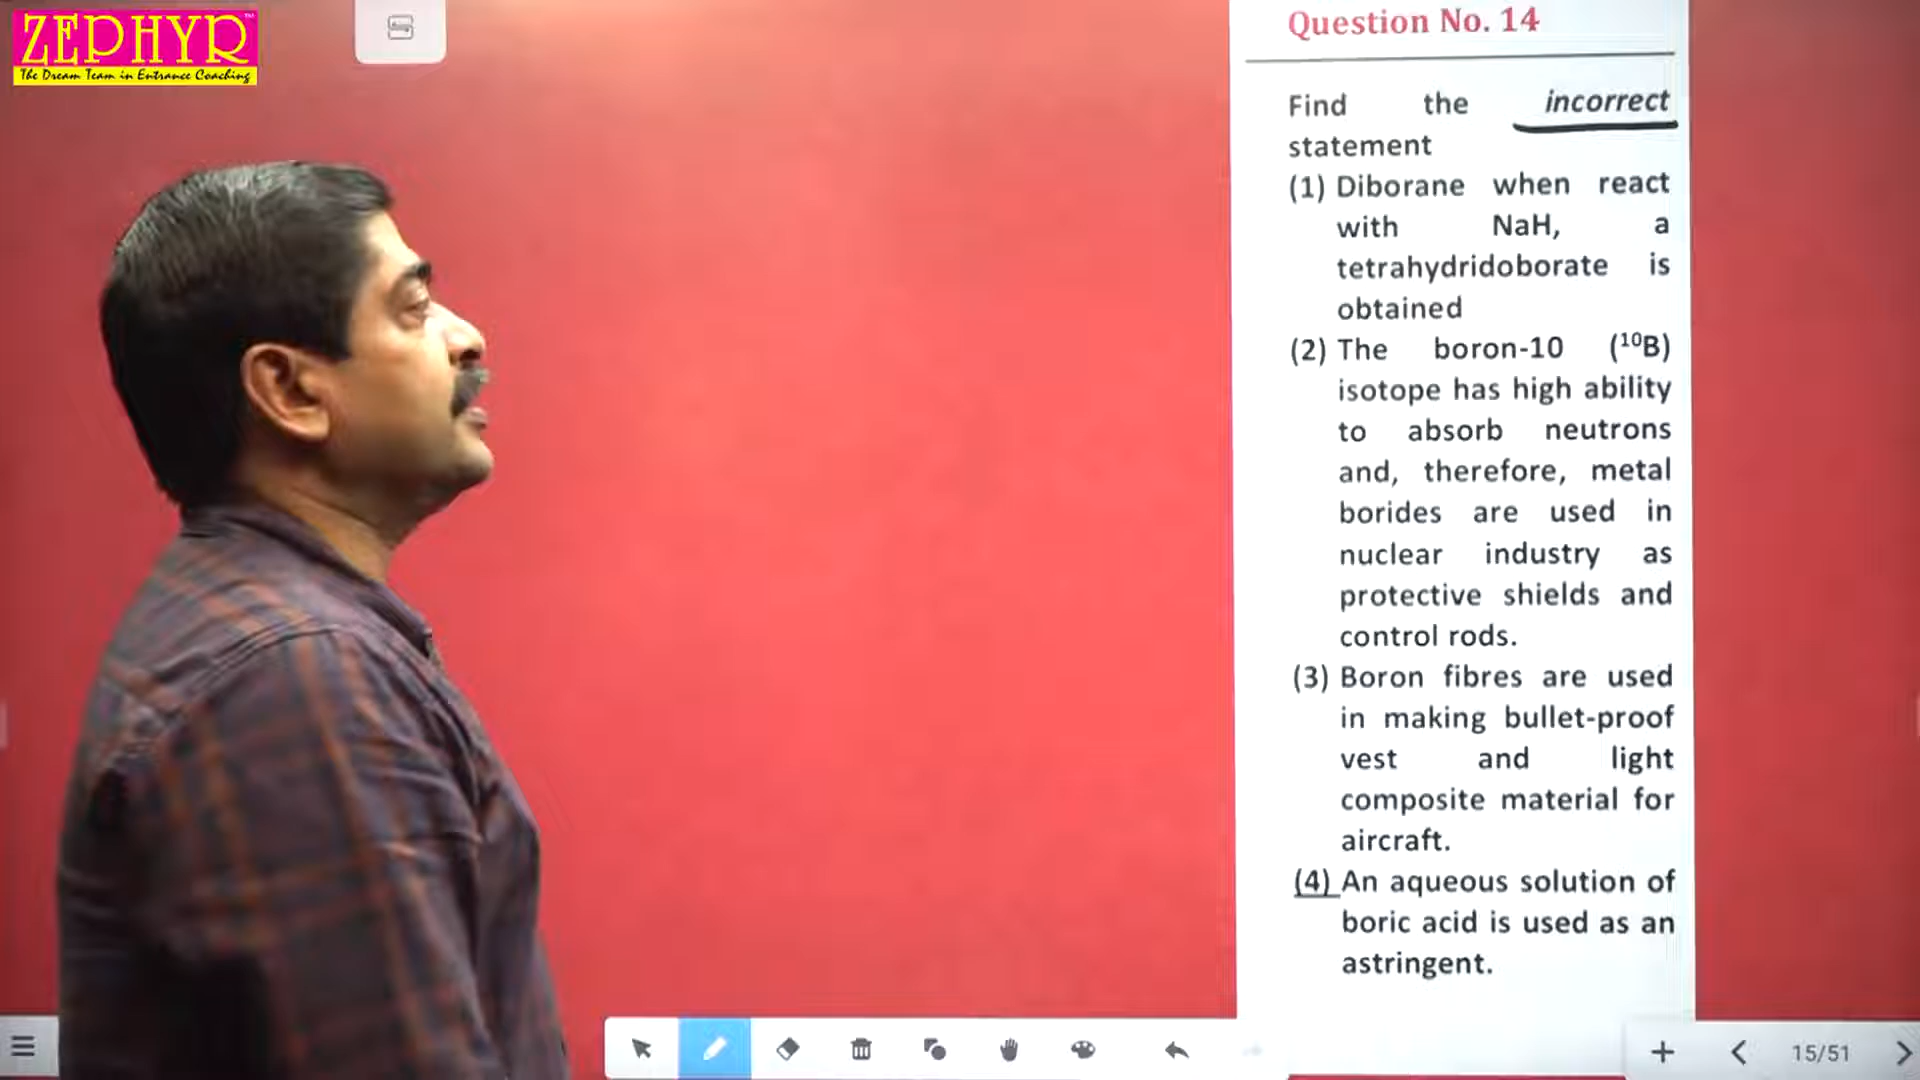 ZEPHYR™
The Dream Team in Entrance Coaching
Question No. 14
Find the incorrect
statement
(1) Diborane when react
with NaH, a
tetrahydridoborate is
obtained
(2) The boron-10 (¹⁰B)
isotope has high ability
to absorb neutrons
and, therefore, metal
borides are used in
nuclear industry as
protective shields and
control rods.
(3) Boron fibres are used
in making bullet-proof
vest and light
composite material for
aircraft.
(4) An aqueous solution of
boric acid is used as an
astringent.
15/51